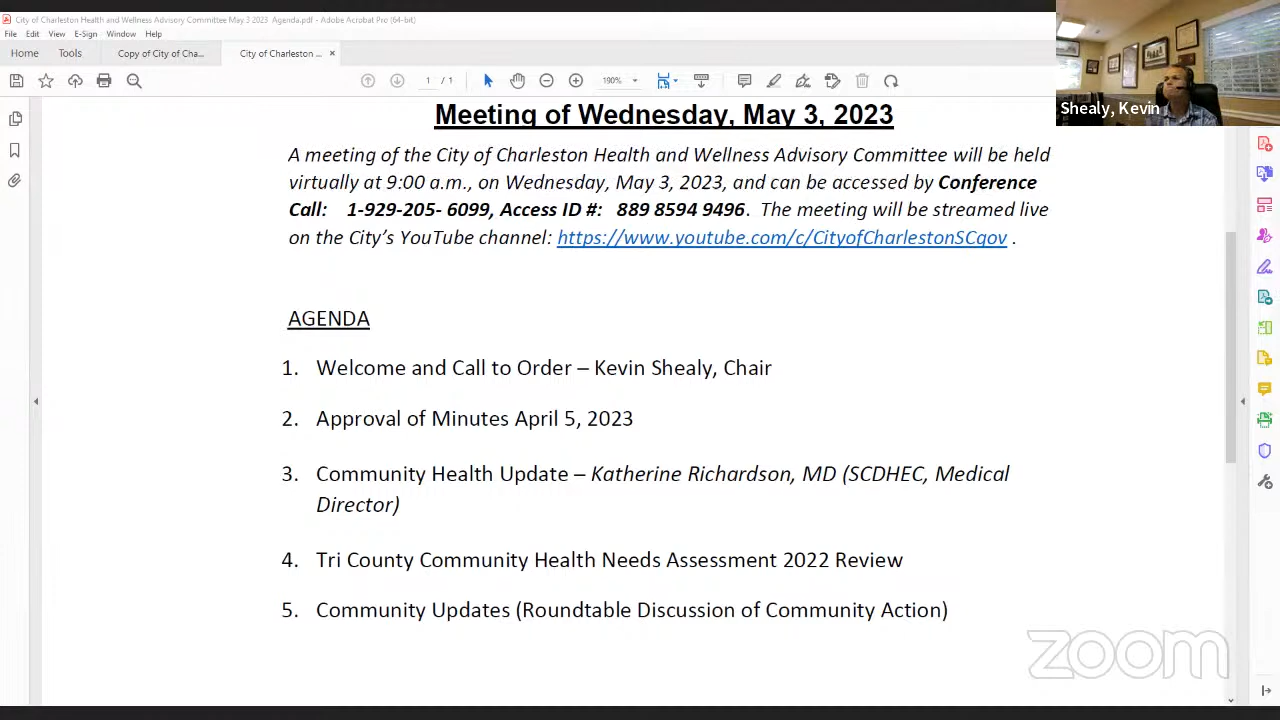 City of Charleston Health and Wellness Advisory Committee May 3 2023 Agenda.pdf - Adobe Acrobat Pro (64-bit)
File Edit View E-Sign Window Help
Home Tools Copy of City of Cha... City of Charleston ... ×
1 / 1 190%
Shealy, Kevin
Meeting of Wednesday, May 3, 2023
A meeting of the City of Charleston Health and Wellness Advisory Committee will be held
virtually at 9:00 a.m., on Wednesday, May 3, 2023, and can be accessed by Conference
Call: 1-929-205- 6099, Access ID #: 889 8594 9496. The meeting will be streamed live
on the City’s YouTube channel: https://www.youtube.com/c/CityofCharlestonSCgov .
AGENDA
1. Welcome and Call to Order – Kevin Shealy, Chair
2. Approval of Minutes April 5, 2023
3. Community Health Update – Katherine Richardson, MD (SCDHEC, Medical
Director)
4. Tri County Community Health Needs Assessment 2022 Review
5. Community Updates (Roundtable Discussion of Community Action)
zoom